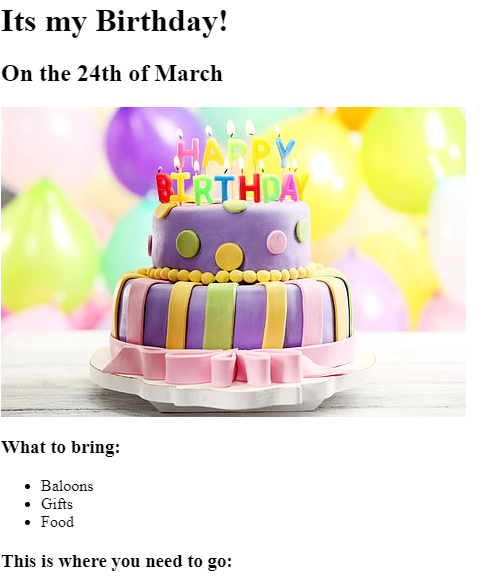 Its my Birthday!
On the 24th of March
HAPPY
BIRTHDAY
What to bring:
Baloons
Gifts
Food
This is where you need to go: